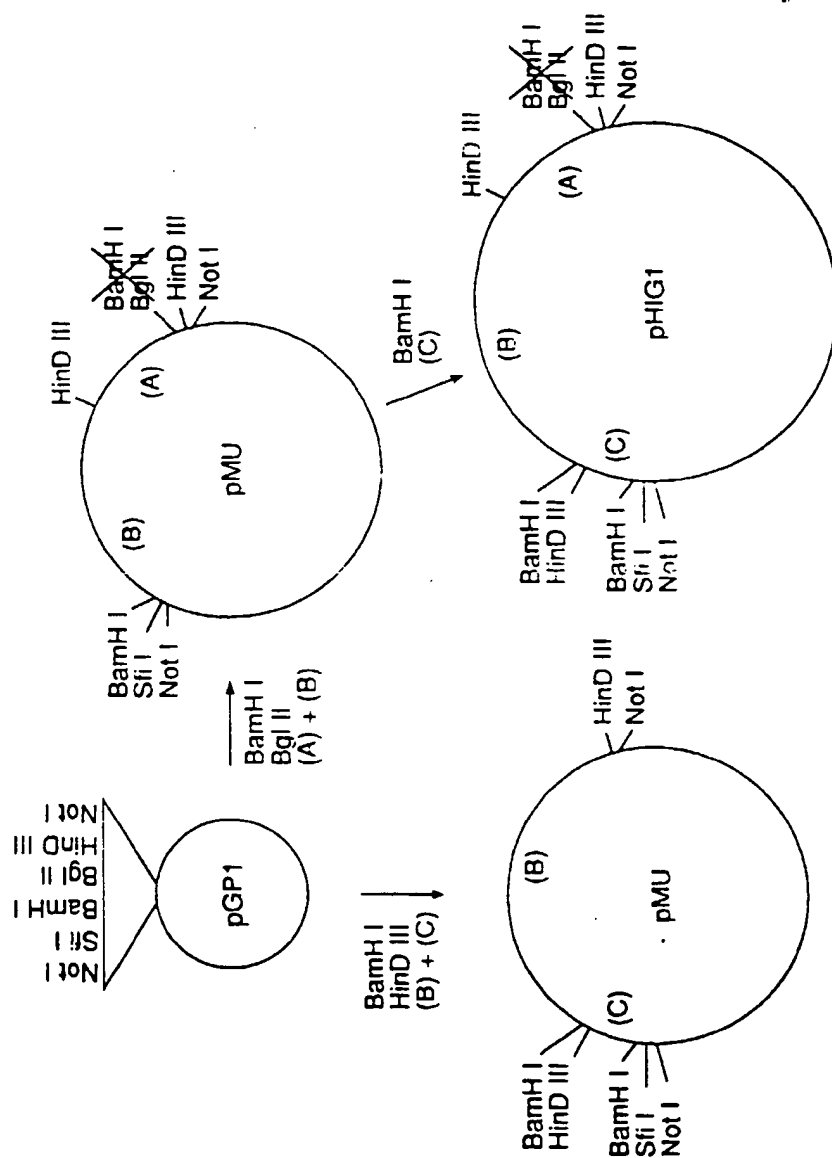 Not I
Sfi I
BamH I
Bgl II
HinD III
Not I
pGP1
BamH I
Bgl II
(A) + (B)
BamH I
Sfi I
Not I
(B)
HinD III
(A)
BamH I
Bgl II
HinD III
Not I
pMU
BamH I
HinD III
(B) + (C)
BamH I
(C)
BamH I
HinD III
(C)
BamH I
Sfi I
Not I
(B)
HinD III
Not I
pMU
BamH I
HinD III
(C)
BamH I
Sfi I
Not I
(B)
HinD III
(A)
BamH I
Bgl II
HinD III
Not I
pHIG1